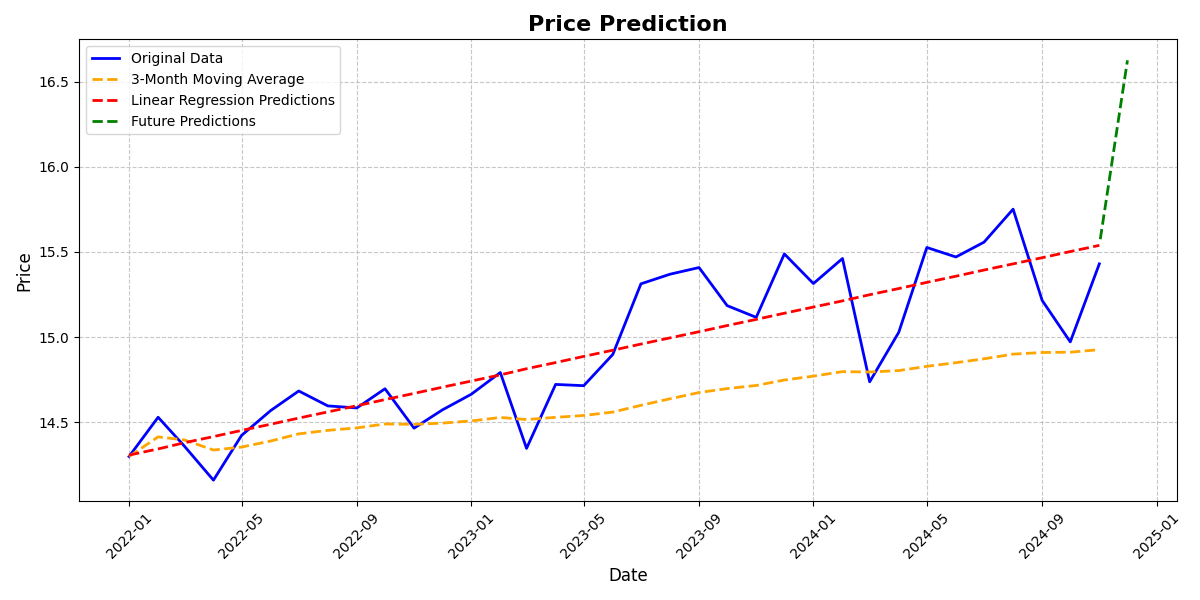 Price Prediction
Original Data
3-Month Moving Average
Linear Regression Predictions
Future Predictions
16.5
16.0
15.5
15.0
14.5
Price
2022-01
2022-05
2022-09
2023-01
2023-05
2023-09
2024-01
2024-05
2024-09
2025-01
Date